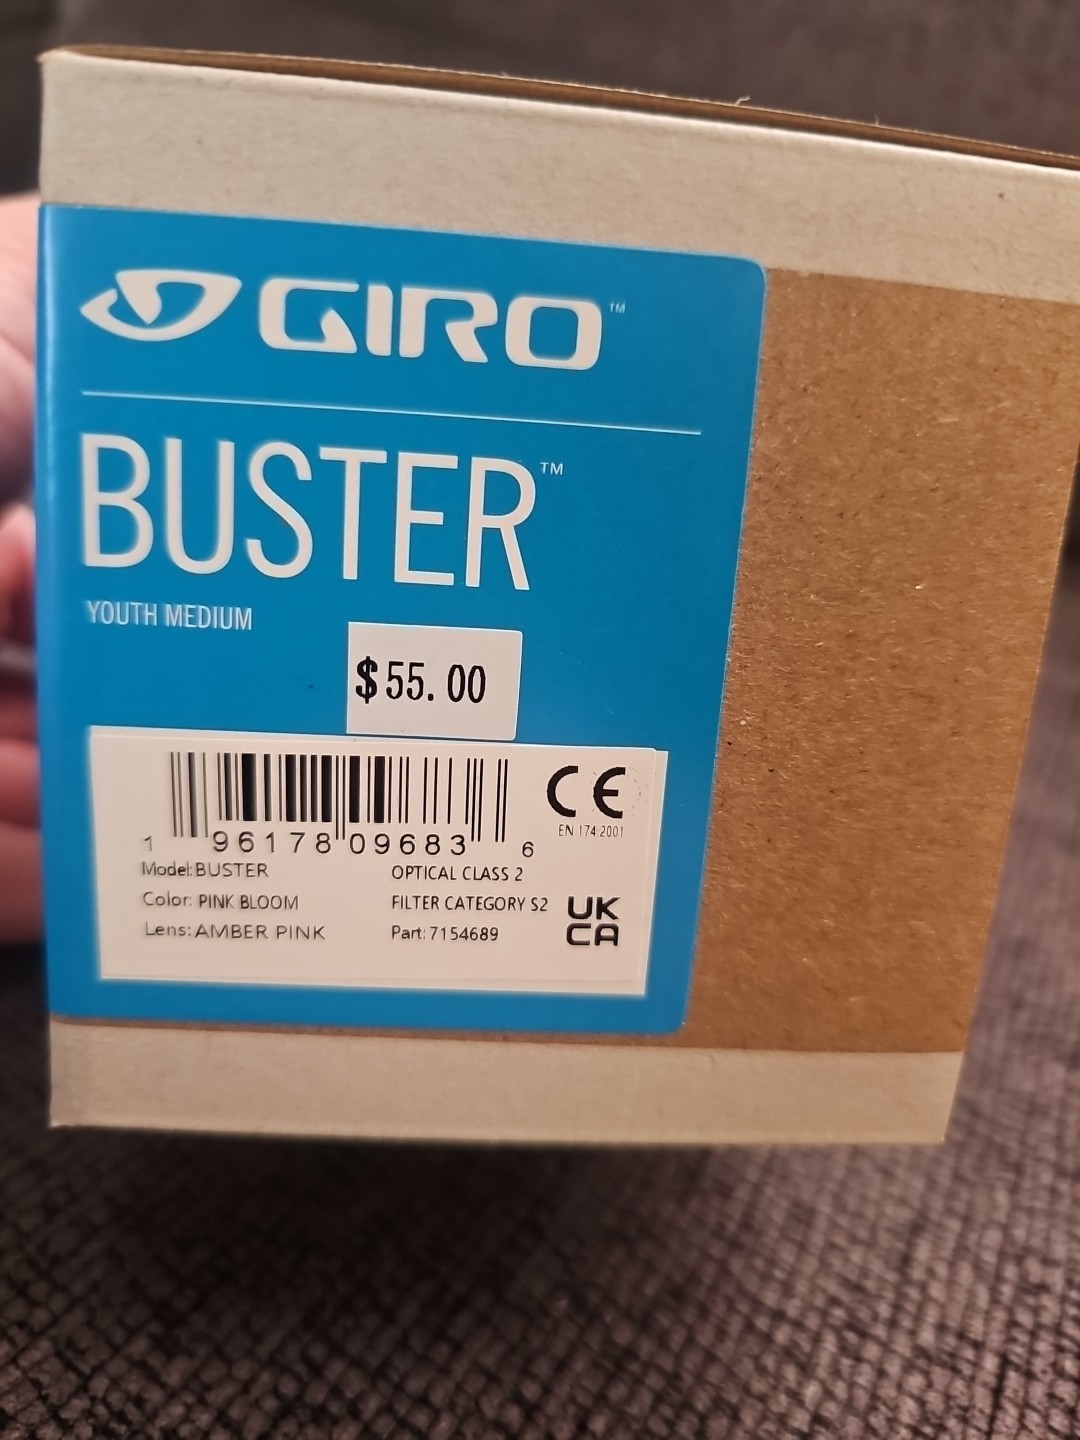 GIRO™
BUSTER™
YOUTH MEDIUM
$55.00
1 96178 09683 6
CE
EN 174:2001
Model: BUSTER
OPTICAL CLASS 2
Color: PINK BLOOM
FILTER CATEGORY S2
UK
CA
Lens: AMBER PINK
Part: 7154689